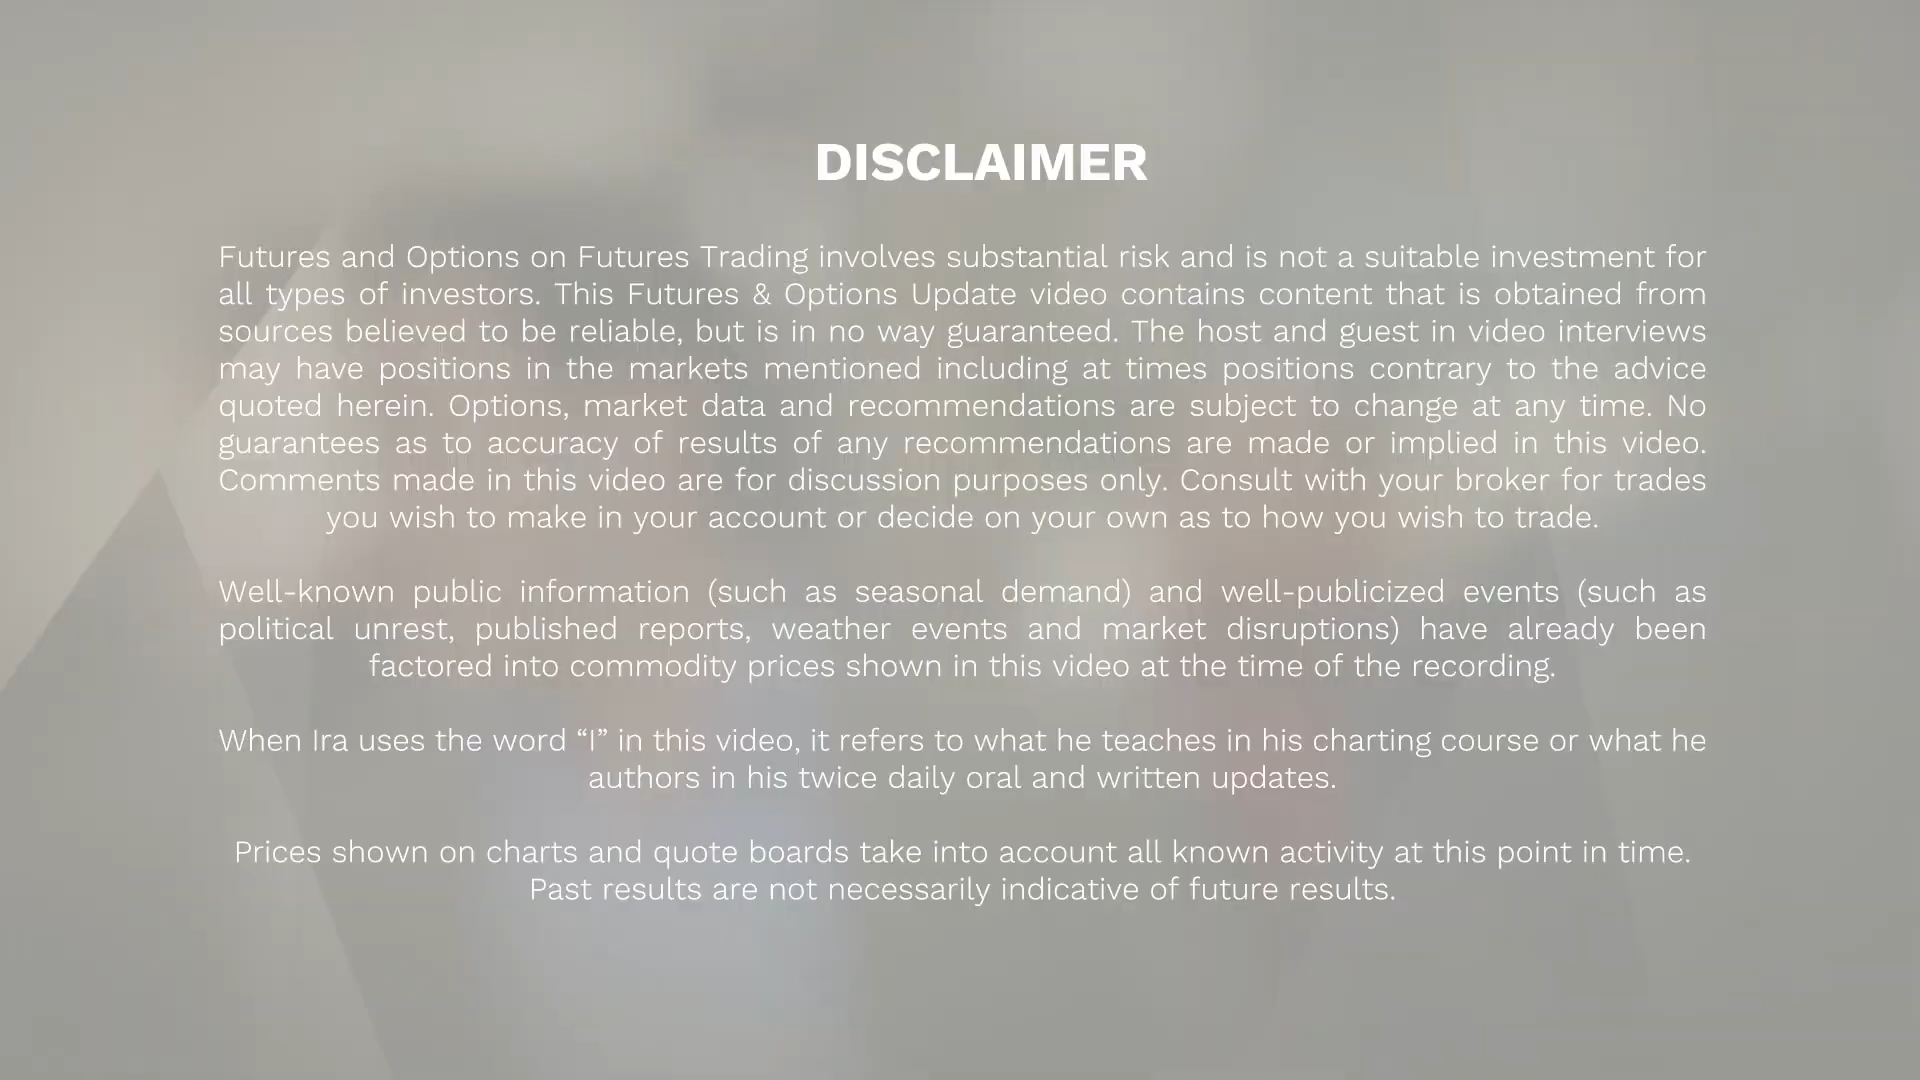 DISCLAIMER
Futures and Options on Futures Trading involves substantial risk and is not a suitable investment for
all types of investors. This Futures & Options Update video contains content that is obtained from
sources believed to be reliable, but is in no way guaranteed. The host and guest in video interviews
may have positions in the markets mentioned including at times positions contrary to the advice
quoted herein. Options, market data and recommendations are subject to change at any time. No
guarantees as to accuracy of results of any recommendations are made or implied in this video.
Comments made in this video are for discussion purposes only. Consult with your broker for trades
you wish to make in your account or decide on your own as to how you wish to trade.
Well-known public information (such as seasonal demand) and well-publicized events (such as
political unrest, published reports, weather events and market disruptions) have already been
factored into commodity prices shown in this video at the time of the recording.
When Ira uses the word “I” in this video, it refers to what he teaches in his charting course or what he
authors in his twice daily oral and written updates.
Prices shown on charts and quote boards take into account all known activity at this point in time.
Past results are not necessarily indicative of future results.